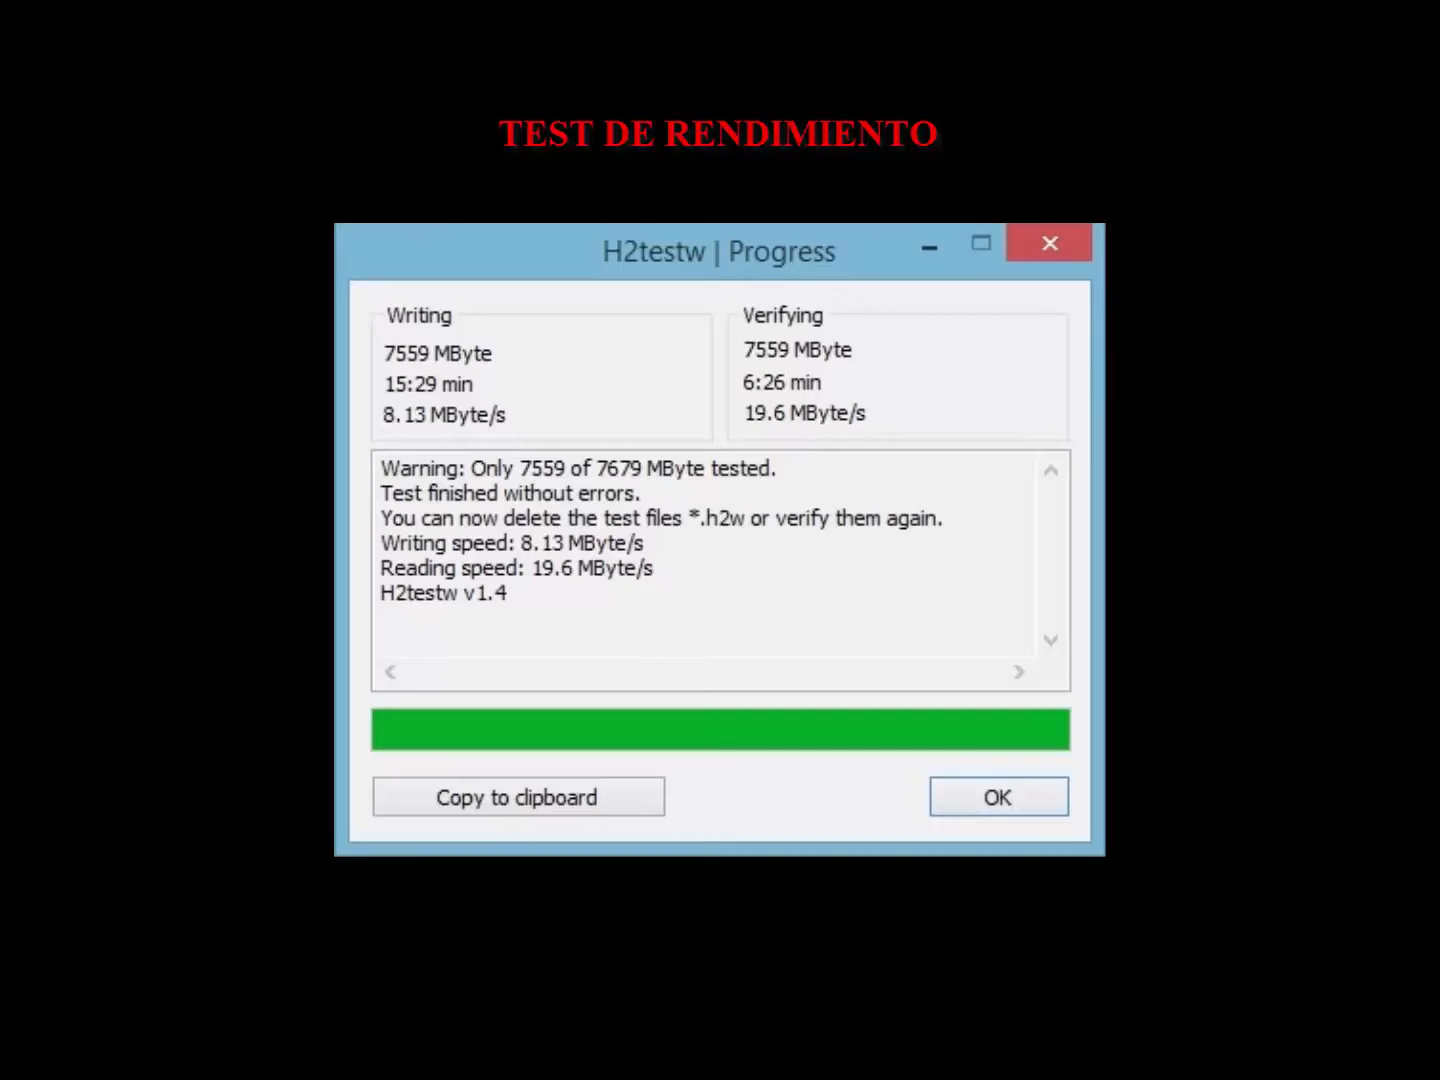 TEST DE RENDIMIENTO
H2testw | Progress
Writing
7559 MByte
15:29 min
8.13 MByte/s
Verifying
7559 MByte
6:26 min
19.6 MByte/s
Warning: Only 7559 of 7679 MByte tested.
Test finished without errors.
You can now delete the test files *.h2w or verify them again.
Writing speed: 8.13 MByte/s
Reading speed: 19.6 MByte/s
H2testw v1.4
Copy to clipboard
OK